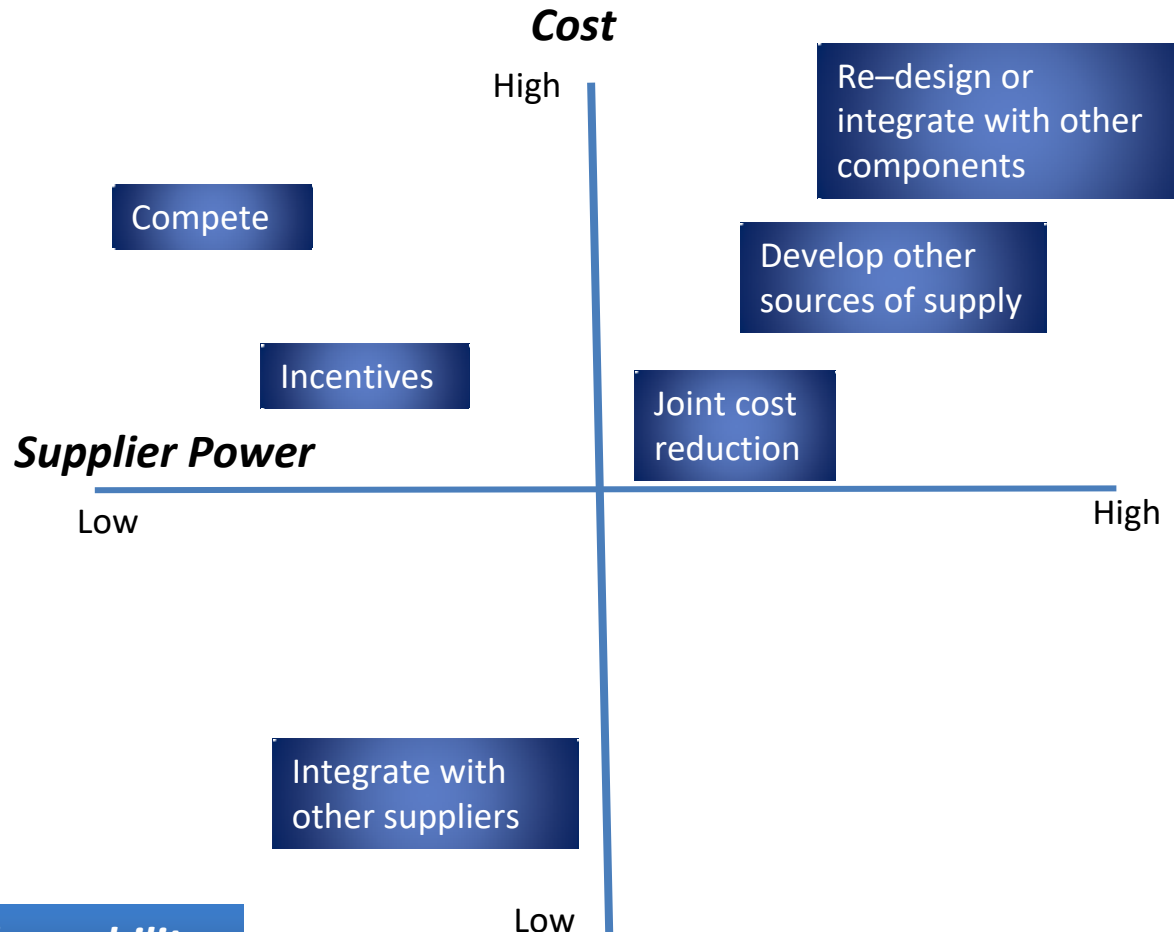 Cost
High
Re–design or
integrate with other
components
Compete
Develop other
sources of supply
Incentives
Joint cost
reduction
Supplier Power
Low
High
Integrate with
other suppliers
Low